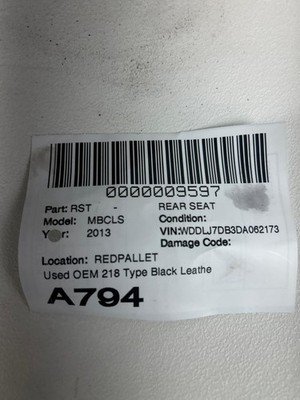 0000009597
Part: RST - REAR SEAT
Model: MBCLS Condition:
Year: 2013 VIN:WDDLJ7DB3DA062173
Damage Code:
Location: REDPALLET
Used OEM 218 Type Black Leathe
A794